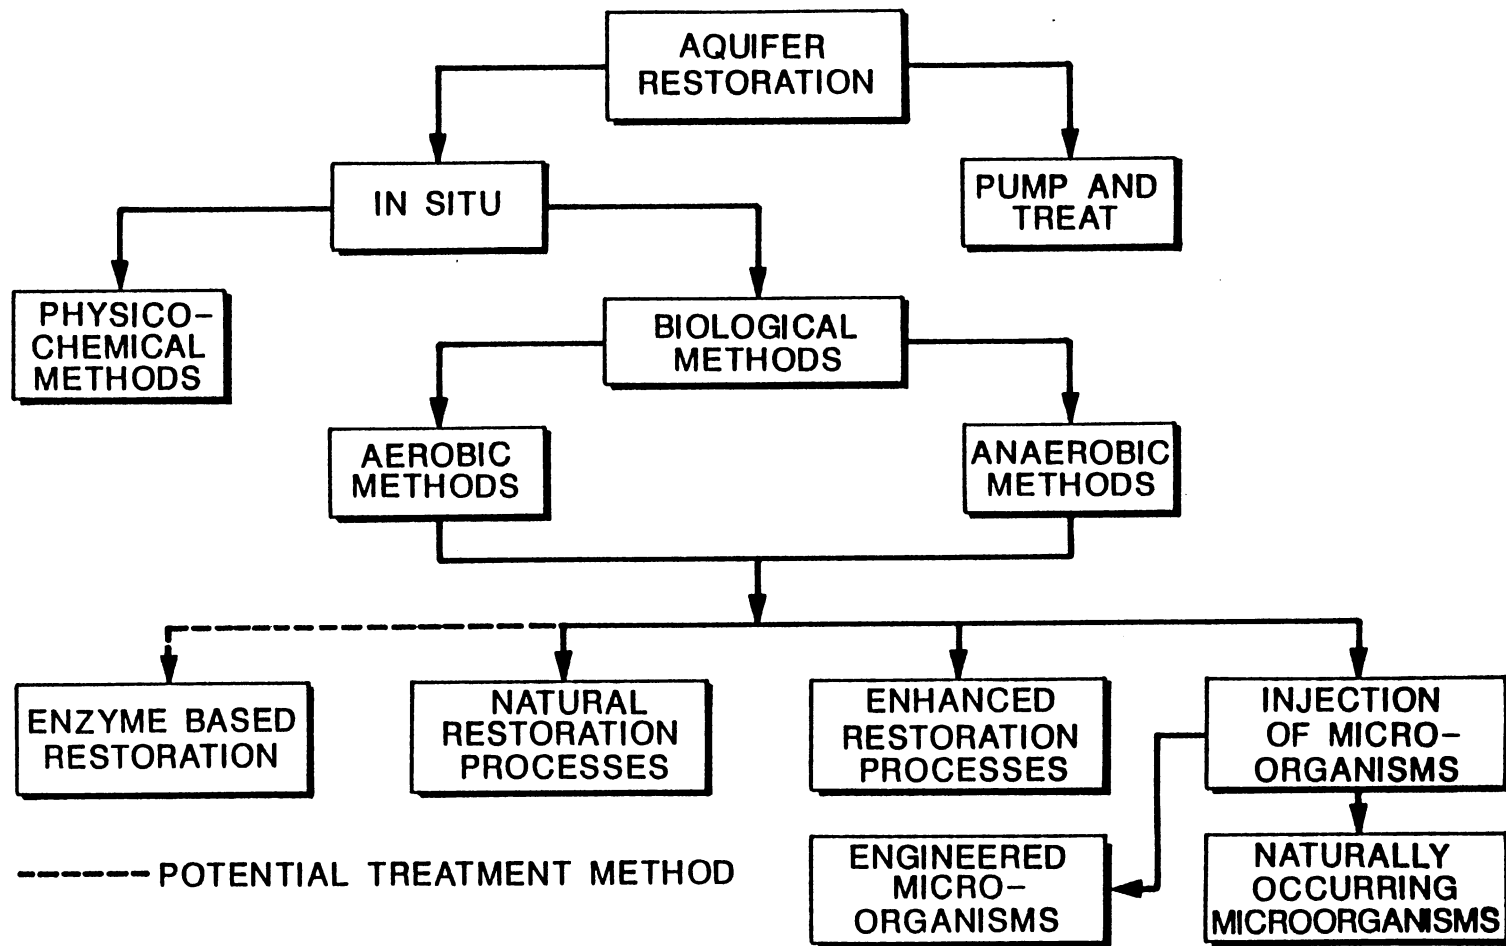 AQUIFER
RESTORATION
IN SITU
PUMP AND
TREAT
PHYSICO-
CHEMICAL
METHODS
BIOLOGICAL
METHODS
AEROBIC
METHODS
ANAEROBIC
METHODS
ENZYME BASED
RESTORATION
NATURAL
RESTORATION
PROCESSES
ENHANCED
RESTORATION
PROCESSES
INJECTION
OF MICRO-
ORGANISMS
POTENTIAL TREATMENT METHOD
ENGINEERED
MICRO-
ORGANISMS
NATURALLY
OCCURRING
MICROORGANISMS